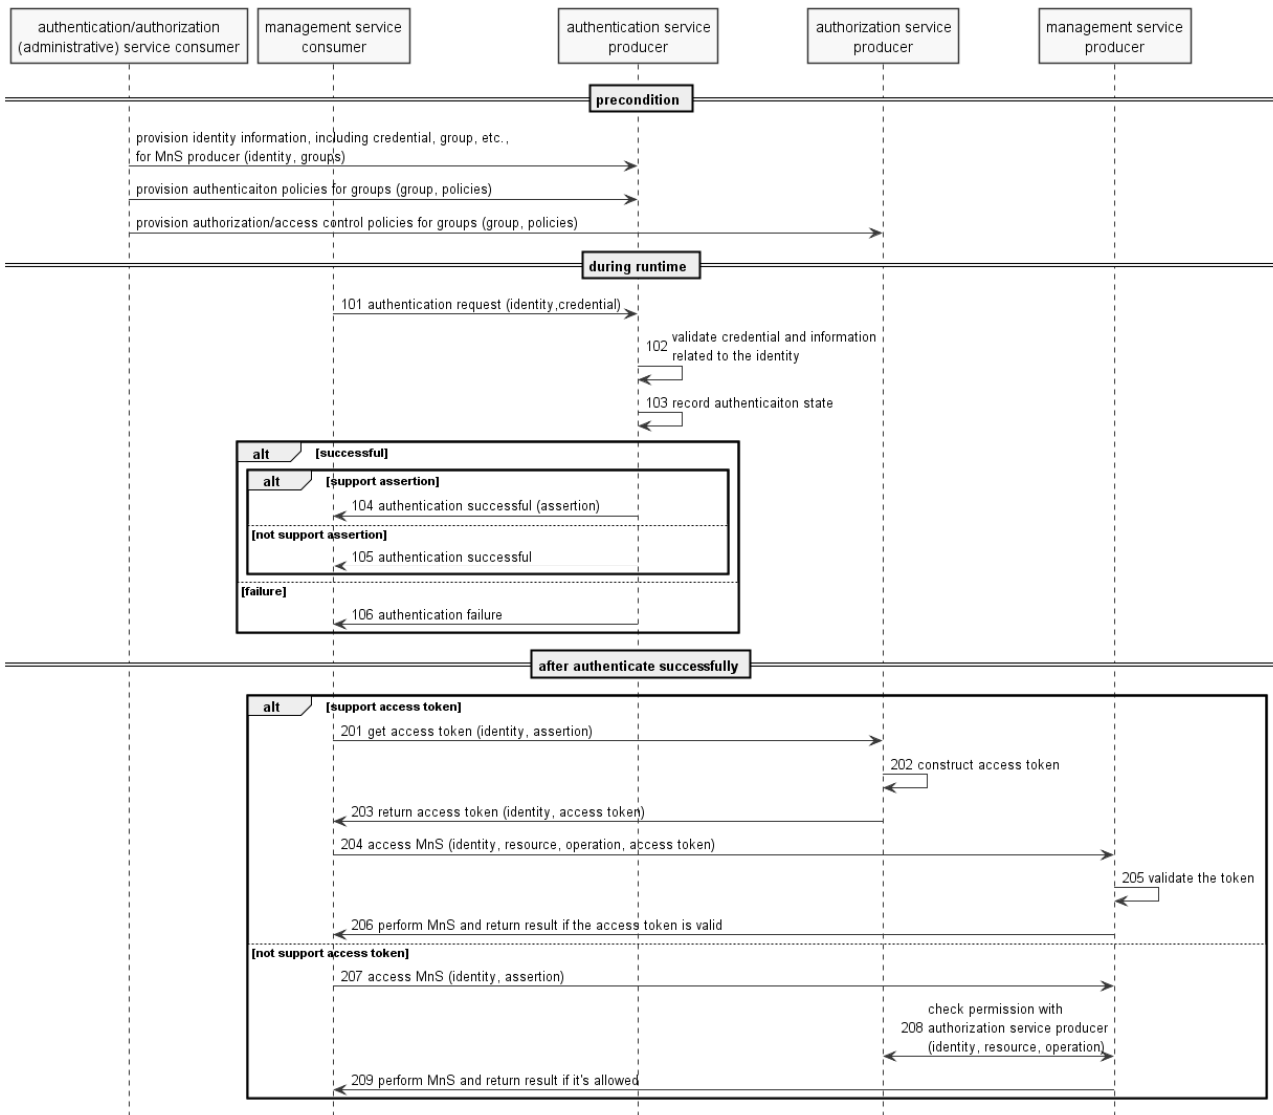 authentication/authorization
(administrative) service consumer
management service
consumer
authentication service
producer
authorization service
producer
management service
producer
precondition
provision identity information, including credential, group, etc.,
for MnS producer (identity, groups)
provision authenticaiton policies for groups (group, policies)
provision authorization/access control policies for groups (group, policies)
during runtime
101 authentication request (identity,credential)
validate credential and information
102
related to the identity
103 record authenticaiton state
alt [successful]
alt [support assertion]
104 authentication successful (assertion)
[not support assertion]
105 authentication successful
[failure]
106 authentication failure
after authenticate successfully
alt [support access token]
201 get access token (identity, assertion)
202 construct access token
203 return access token (identity, access token)
204 access MnS (identity, resource, operation, access token)
205 validate the token
206 perform MnS and return result if the access token is valid
[not support access token]
207 access MnS (identity, assertion)
check permission with
208 authorization service producer
(identity, resource, operation)
209 perform MnS and return result if it's allowed